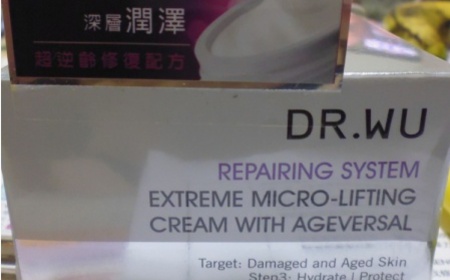 深層潤澤
超逆齡修復配方
DR.WU
REPAIRING SYSTEM
EXTREME MICRO-LIFTING
CREAM WITH AGEVERSAL
Target: Damaged and Aged Skin
Step3: Hydrate | Protect